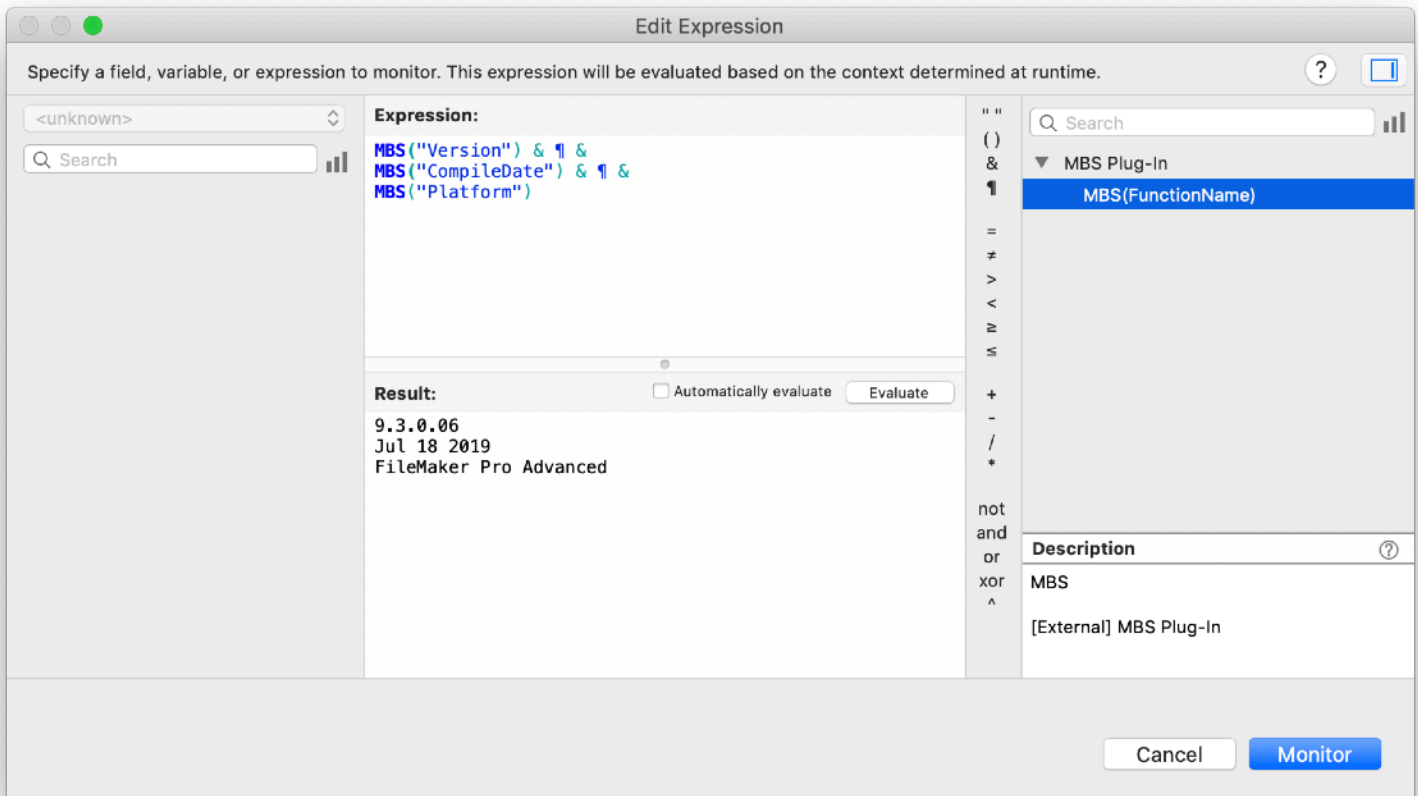 Edit Expression
Specify a field, variable, or expression to monitor. This expression will be evaluated based on the context determined at runtime.
?
<unknown>
Search
Expression:
MBS("Version") & ¶ &
MBS("CompileDate") & ¶ &
MBS("Platform")
Result:
Automatically evaluate
Evaluate
9.3.0.06
Jul 18 2019
FileMaker Pro Advanced
" "
( )
&
¶
=
≠
>
<
≥
≤
+
-
/
*
not
and
or
xor
^
Search
MBS Plug-In
MBS(FunctionName)
Description
?
MBS
[External] MBS Plug-In
Cancel
Monitor